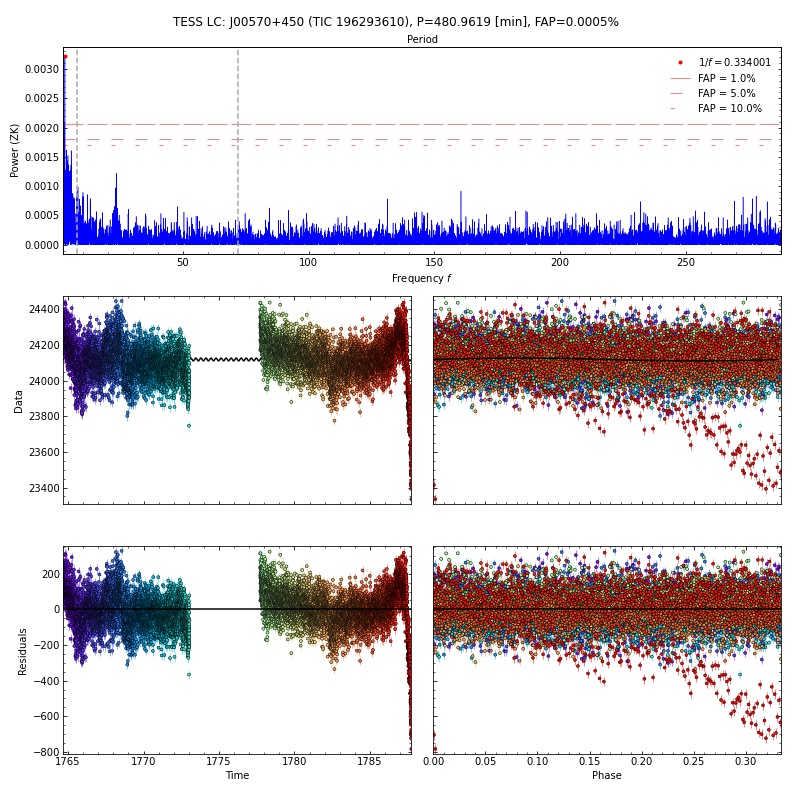 TESS LC: J00570+450 (TIC 196293610), P=480.9619 [min], FAP=0.0005%
Period
1/f=0.334001
FAP = 1.0%
FAP = 5.0%
FAP = 10.0%
Power (ZK)
0.0030
0.0025
0.0020
0.0015
0.0010
0.0005
0.0000
50 100 150 200 250
Frequency f
Data
24400
24200
24000
23800
23600
23400
Residuals
200
0
−200
−400
−600
−800
1765 1770 1775 1780 1785
Time
0.00 0.05 0.10 0.15 0.20 0.25 0.30
Phase